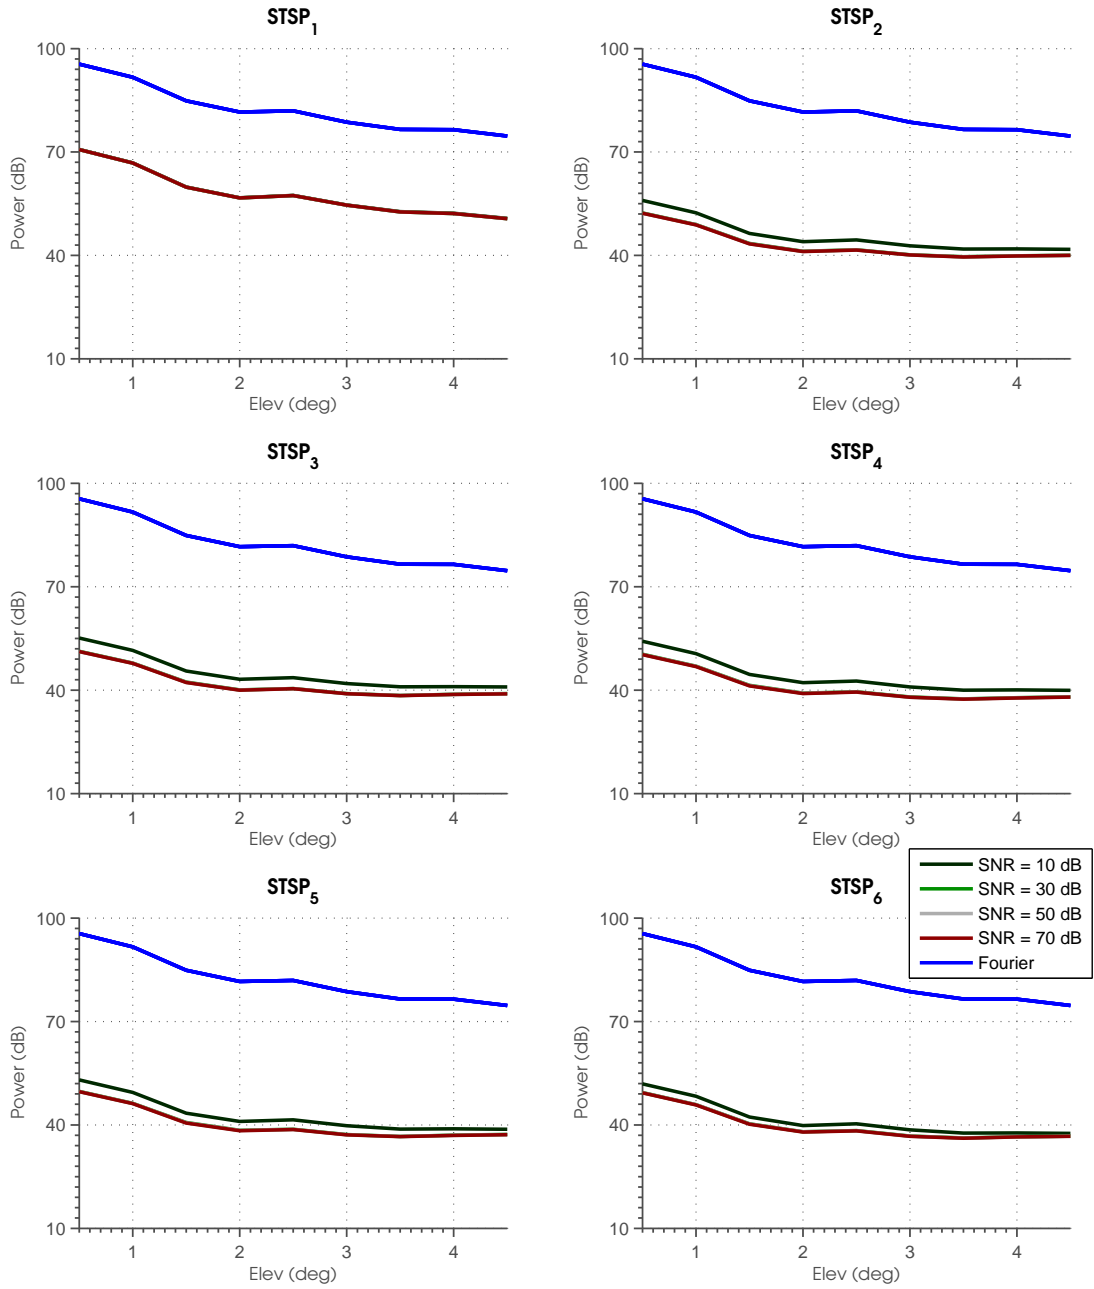 STSP1
100
70
40
10
Power (dB)
1 2 3 4
Elev (deg)
STSP2
100
70
40
10
Power (dB)
1 2 3 4
Elev (deg)
STSP3
100
70
40
10
Power (dB)
1 2 3 4
Elev (deg)
STSP4
100
70
40
10
Power (dB)
1 2 3 4
Elev (deg)
STSP5
100
70
40
10
Power (dB)
1 2 3 4
Elev (deg)
STSP6
100
70
40
10
Power (dB)
1 2 3 4
Elev (deg)
SNR = 10 dB
SNR = 30 dB
SNR = 50 dB
SNR = 70 dB
Fourier